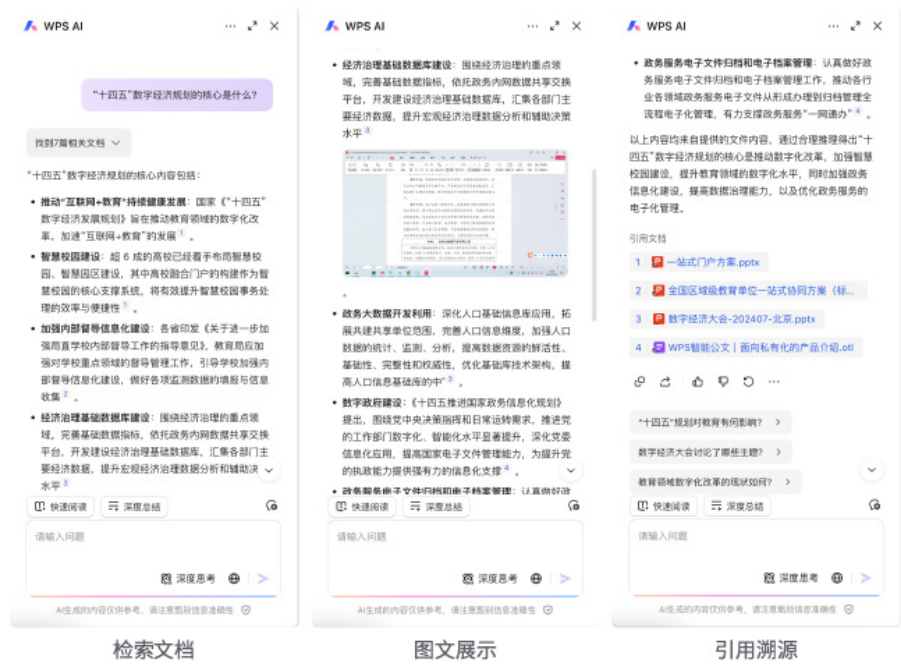 WPS AI
“十四五”数字经济规划的核心是什么?
找到7篇相关文档
“十四五”数字经济规划的核心内容包括:
• 推动“互联网+教育”持续健康发展:国家《“十四五”
数字经济发展规划》旨在推动教育领域的数字化改
革,加速“互联网+教育”的发展 1 。
• 智慧校园建设:超 6 成的高校已经着手布局智慧校
园、智慧园区建设,其中高校融合门户的构建作为智
慧校园的核心支撑系统,将有效提升智慧校园事务处
理的效率与便捷性 1 。
• 加强内部督导信息化建设:各省印发《关于进一步加
强局直学校内部督导工作的指导意见》,教育局应加
强对学校重点领域的督导管理工作,引导学校加强内
部督导信息化建设,做好各项监测数据的填报与信息
收集 2 。
• 经济治理基础数据库建设:围绕经济治理的重点领
域,完善基础数据指标,依托政务内网数据共享交换
平台,开发建设经济治理基础数据库,汇集各部门主
要经济数据,提升宏观经济治理数据分析和辅助决
水平 3
快速阅读 深度总结
请输入问题
深度思考
AI生成的内容仅供参考,请注意甄别信息准确性
检索文档
WPS AI
• 经济治理基础数据库建设:围绕经济治理的重点领
域,完善基础数据指标,依托政务内网数据共享交换
平台,开发建设经济治理基础数据库,汇集各部门主
要经济数据,提升宏观经济治理数据分析和辅助决策
水平 3
。
• 政务大数据开发利用:深化人口基础信息库应用,拓
展共建共享单位范围,完善人口信息维度,加强人口
数据的统计、监测、分析,提高数据资源的鲜活性、
基础性、完整性和权威性,优化基础库技术架构,提
高人口信息基础库的中” 3 。
• 数字政府建设:《十四五推进国家政务信息化规划》
提出,围绕党中央决策指挥和日常运转需求,推进党
的工作部门数字化、智能化水平显著提升,深化党委
信息化应用,提高国家电子文件管理能力,为提升党
的执政能力提供强有力的信息化支撑 4 。
• 政务服务电子文件归档和电子档案管理:认真做好政
快速阅读 深度总结
请输入问题
深度思考
AI生成的内容仅供参考,请注意甄别信息准确性
图文展示
WPS AI
• 政务服务电子文件归档和电子档案管理:认真做好政
务服务电子文件归档和电子档案管理工作,推动各行
业各领域政务服务电子文件从形成办理到归档管理全
流程电子化管理,有力支撑政务服务“一网通办” 4 。
以上内容均来自提供的文件内容,通过合理推理得出“十
四五”数字经济规划的核心是推动数字化改革,加强智慧
校园建设,提升教育领域的数字化水平,同时加强政务
信息化建设,提高数据治理能力,以及优化政务服务的
电子化管理。
引用文档
1 一站式门户方案.pptx
2 全国区域级教育单位一站式协同方案(标...
3 数字经济大会-202407-北京.pptx
4 WPS智能公文丨面向私有化的产品介绍.otl
“十四五”规划对教育有何影响?
数字经济大会讨论了哪些主题?
教育领域数字化改革的现状如何?
快速阅读 深度总结
请输入问题
深度思考
AI生成的内容仅供参考,请注意甄别信息准确性
引用溯源